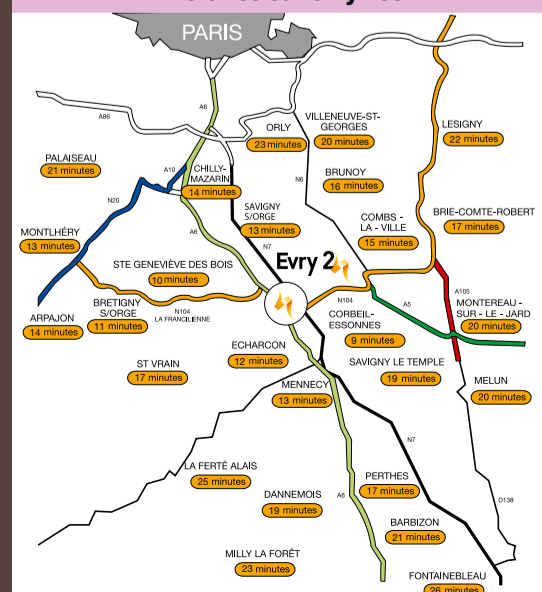 PARIS
A6
A86
ORLY
23 minutes
VILLENEUVE-ST-
GEORGES
20 minutes
LESIGNY
22 minutes
PALAISEAU
21 minutes
A10
CHILLY-
MAZARIN
14 minutes
N6
BRUNOY
16 minutes
N20
SAVIGNY
S/ORGE
13 minutes
COMBS -
LA - VILLE
15 minutes
BRIE-COMTE-ROBERT
17 minutes
MONTLHÉRY
13 minutes
A6
N7
Evry 2
STE GENEVIÈVE DES BOIS
10 minutes
BRETIGNY
S/ORGE
11 minutes
N104
LA FRANCILIENNE
N104
A5
A105
MONTEREAU -
SUR - LE - JARD
20 minutes
ARPAJON
14 minutes
CORBEIL-
ESSONNES
9 minutes
ECHARCON
12 minutes
ST VRAIN
17 minutes
SAVIGNY LE TEMPLE
19 minutes
MENNECY
13 minutes
MELUN
20 minutes
N7
LA FERTÉ ALAIS
25 minutes
PERTHES
17 minutes
DANNEMOIS
19 minutes
A6
D138
BARBIZON
21 minutes
MILLY LA FORÊT
23 minutes
FONTAINEBLEAU
26 minutes